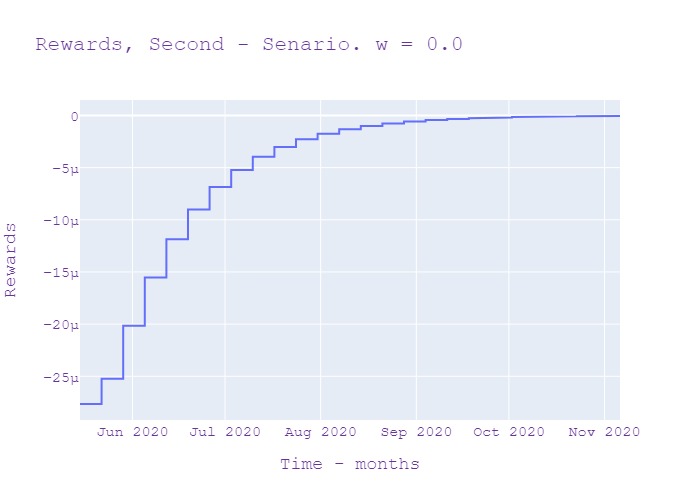 Rewards, Second - Senario. w = 0.0
0
−5μ
−10μ
−15μ
−20μ
−25μ
Rewards
Jun 2020 Jul 2020 Aug 2020 Sep 2020 Oct 2020 Nov 2020
Time - months